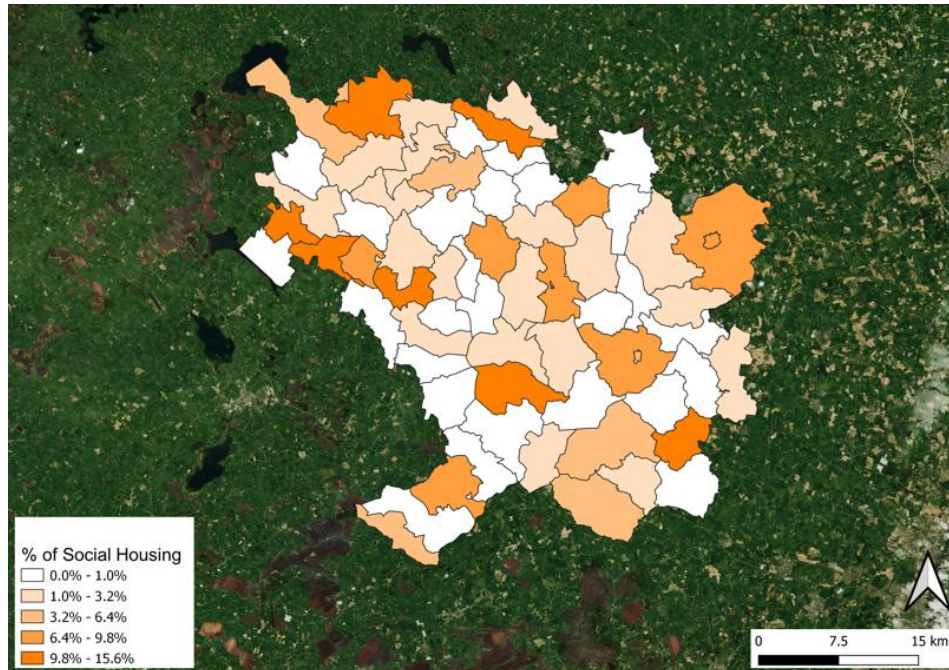 % of Social Housing
0.0% - 1.0%
1.0% - 3.2%
3.2% - 6.4%
6.4% - 9.8%
9.8% - 15.6%
0 7.5 15 km